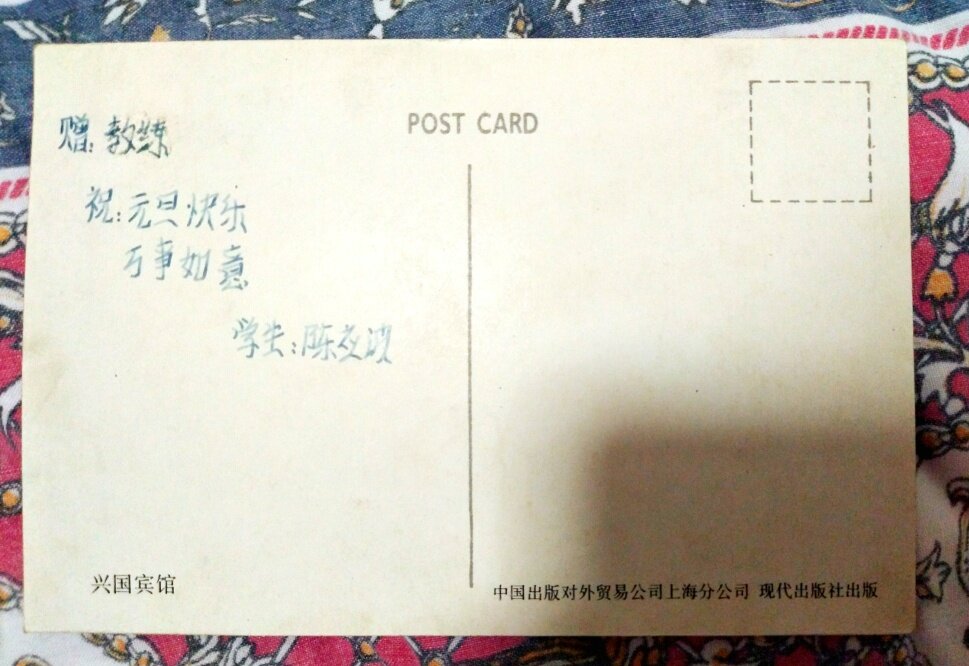 POST CARD
赠:教练
祝:元旦快乐
万事如意
学生:陈文波
兴国宾馆
中国出版对外贸易公司上海分公司 现代出版社出版